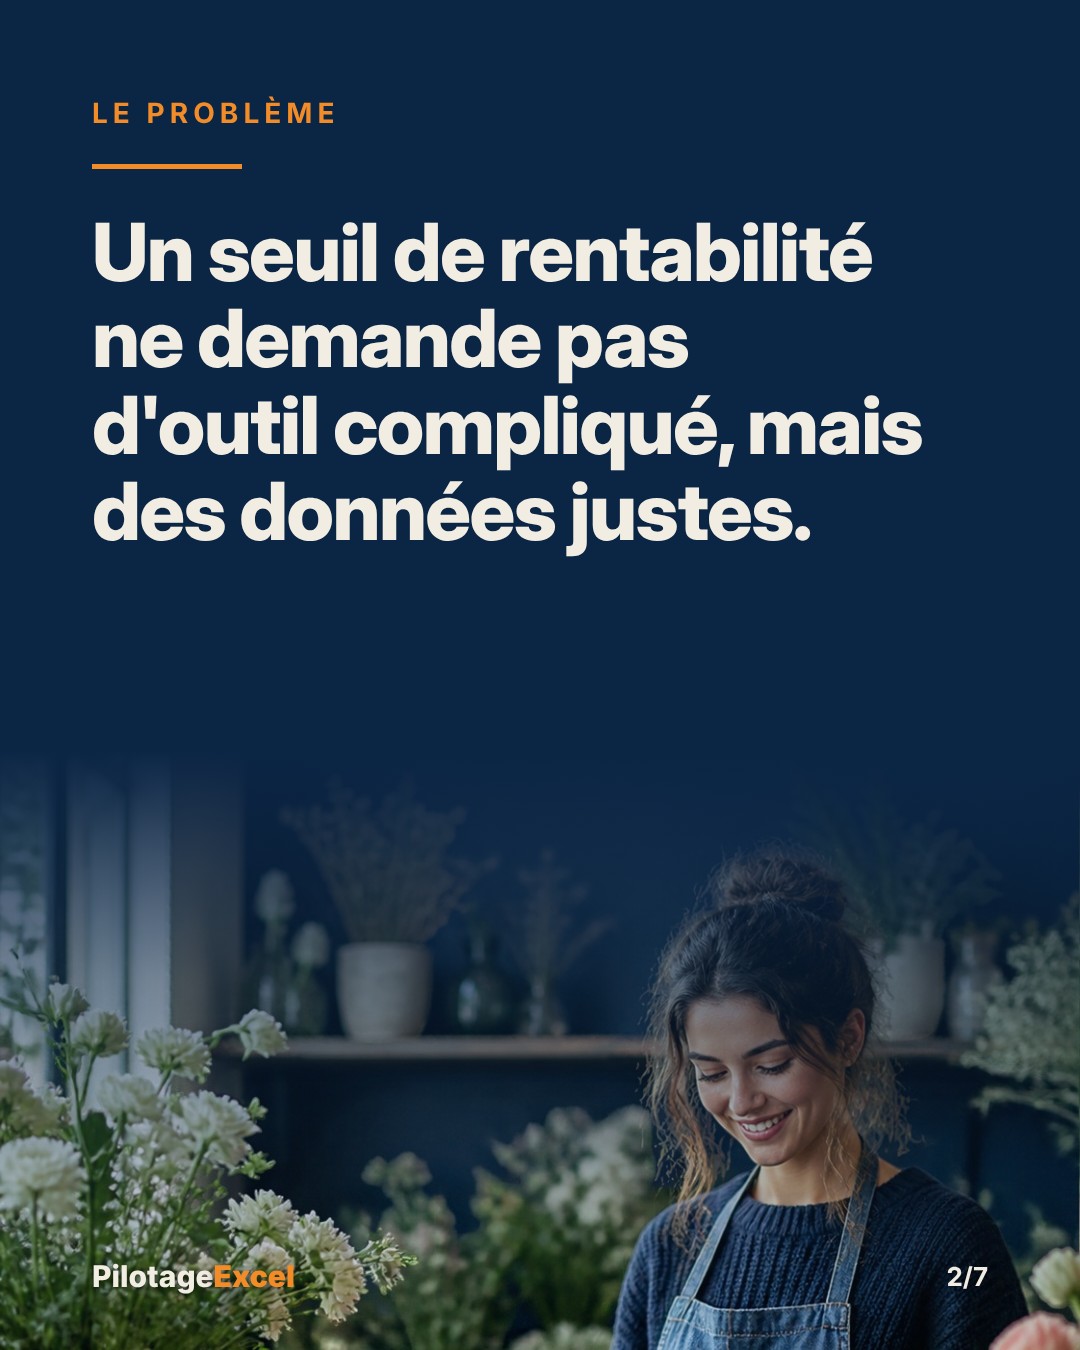 LE PROBLÈME
Un seuil de rentabilité
ne demande pas
d'outil compliqué, mais
des données justes.
PilotageExcel
2/7